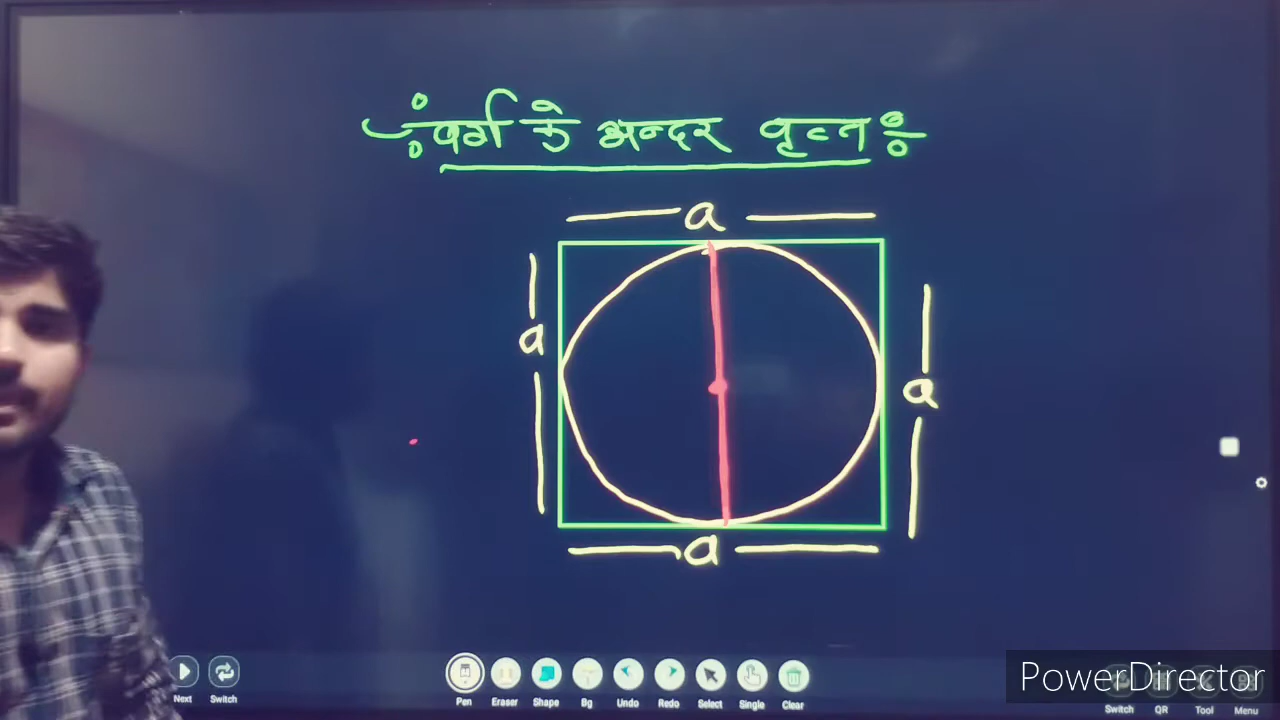 वर्ग के अन्दर वृत्त
a
a
a
a
Next
Switch
Pen
Eraser
Shape
Bg
Undo
Redo
Select
Single
Clear
PowerDirector
Switch
QR
Tool
Menu